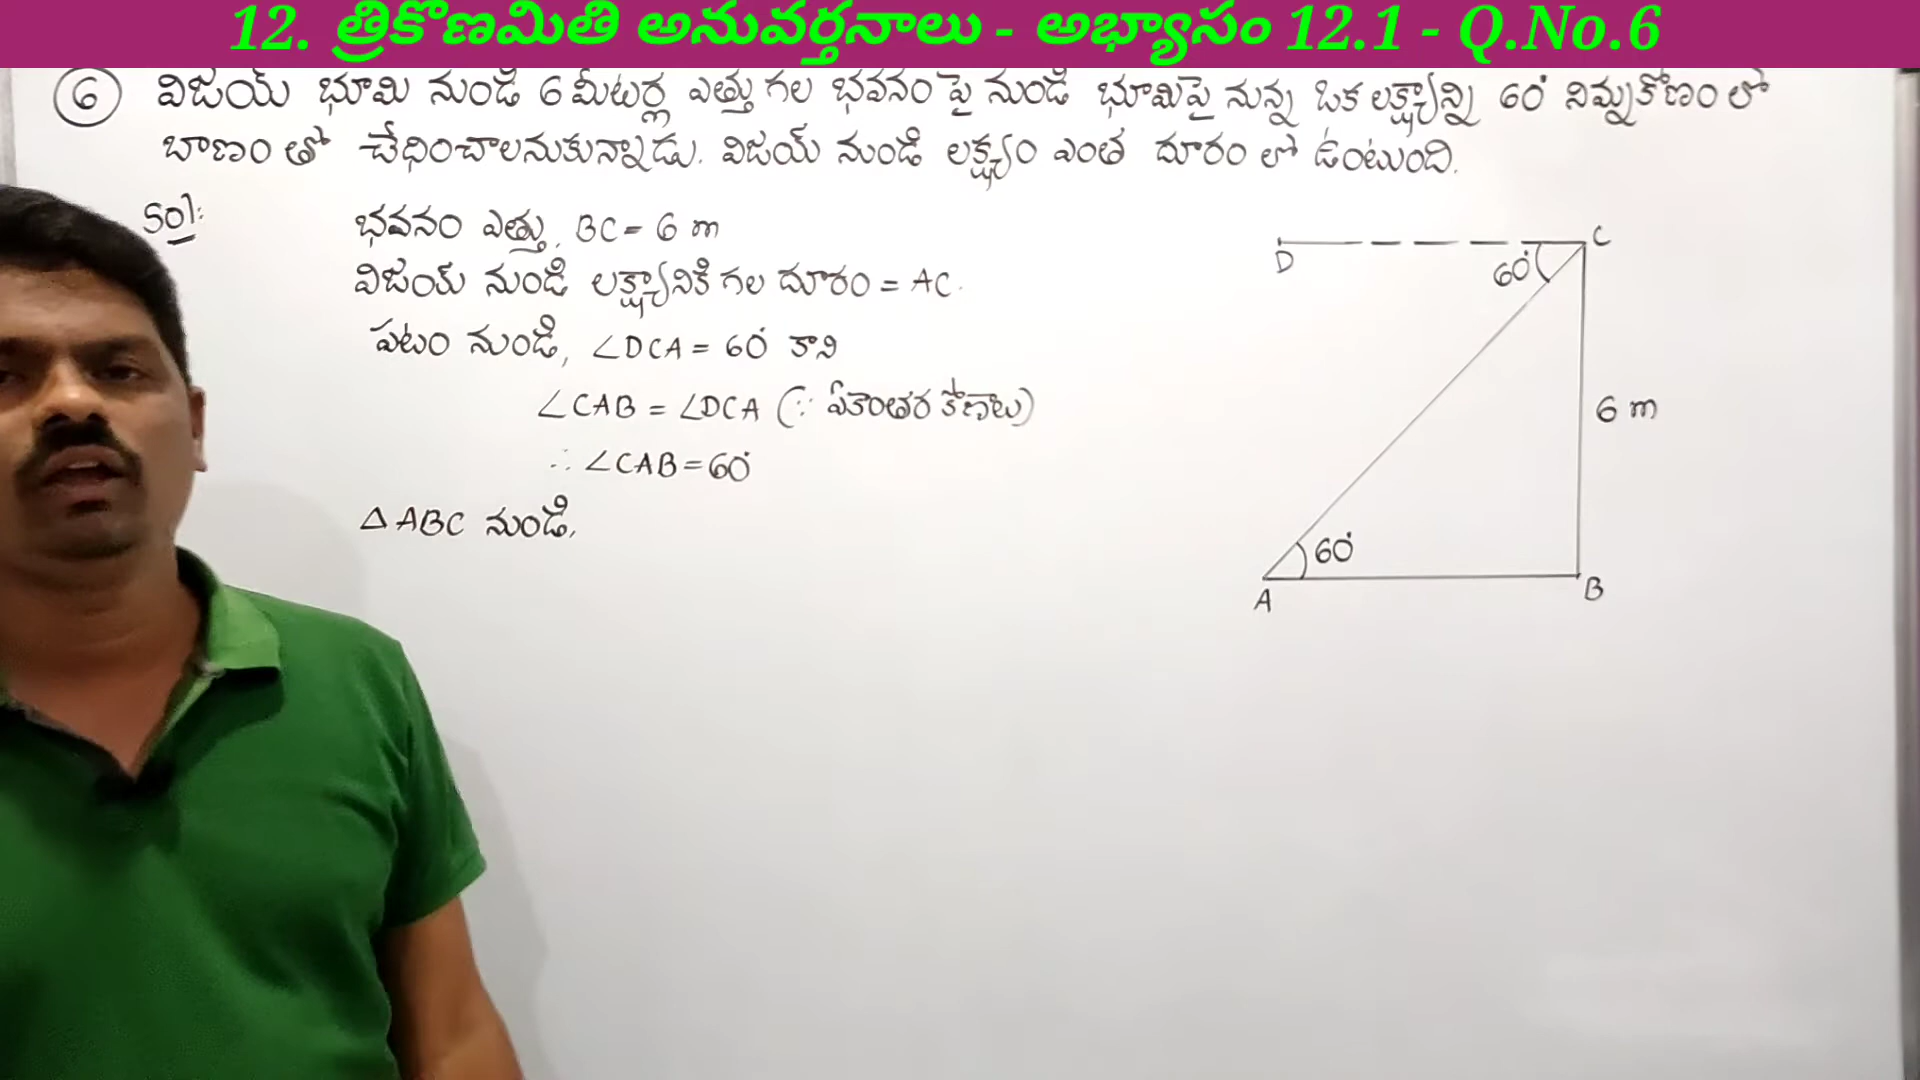 12. త్రికోణమితి అనువర్తనాలు - అభ్యాసం 12.1 - Q.No.6
6 విజయ్ భూమి నుండి 6 మీటర్ల ఎత్తు గల భవనం పై నుండి భూమిపై నున్న ఒక లక్ష్యాన్ని 60° నిమ్నకోణం లో
బాణం తో చేధించాలనుకున్నాడు. విజయ్ నుండి లక్ష్యం ఎంత దూరం లో ఉంటుంది.
Sol:
భవనం ఎత్తు, BC = 6 m
విజయ్ నుండి లక్ష్యానికి గల దూరం = AC.
పటం నుండి, ∠DCA = 60° కాని
∠CAB = ∠DCA (∵ ఏకాంతర కోణాలు)
∴ ∠CAB = 60°
△ABC నుండి,
D
C
60°
6 m
60°
A
B